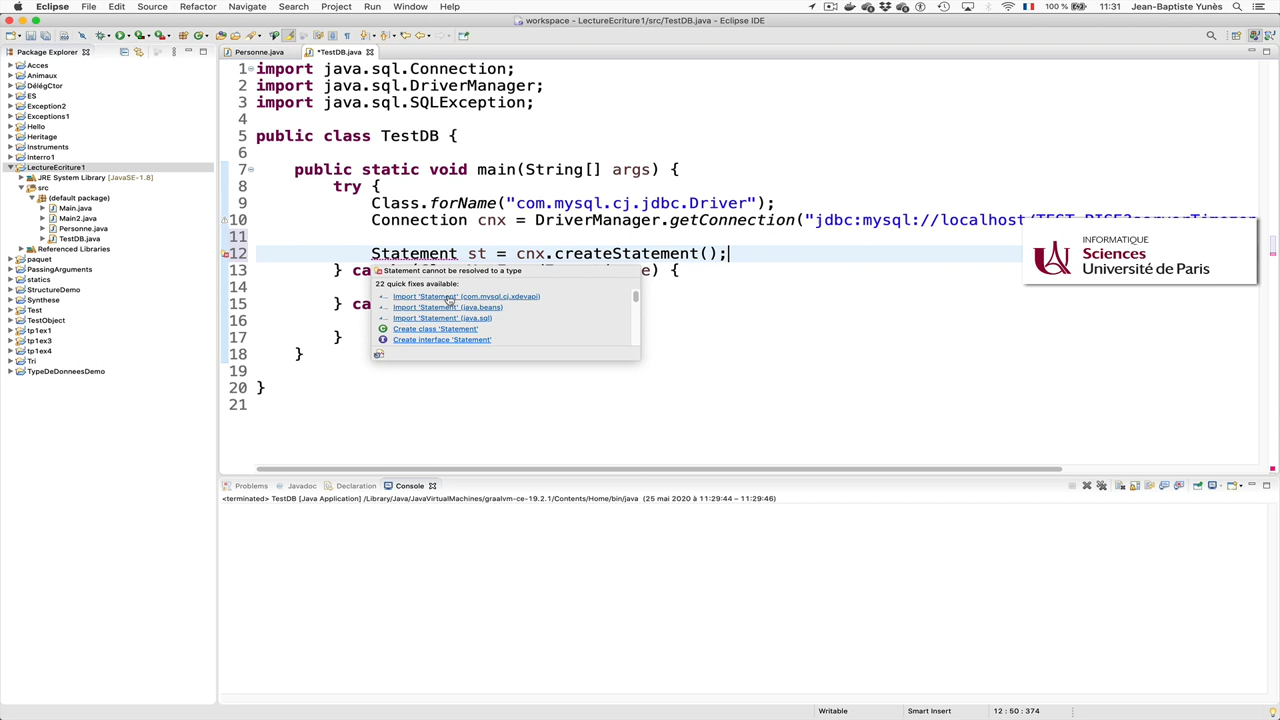 Eclipse File Edit Source Refactor Navigate Search Project Run Window Help 100 % 11:31 Jean-Baptiste Yunès
workspace - LectureEcriture1/src/TestDB.java - Eclipse IDE
Package Explorer
Acces
Animaux
DélégCtor
ES
Exception2
Exceptions1
Hello
Heritage
Instruments
Interro1
LectureEcriture1
JRE System Library [JavaSE-1.8]
src
(default package)
Main.java
Main2.java
Personne.java
TestDB.java
Referenced Libraries
paquet
PassingArguments
statics
StructureDemo
Synthese
Test
TestObject
tp1ex1
tp1ex3
tp1ex4
Tri
TypeDeDonneesDemo
Personne.java *TestDB.java
1 import java.sql.Connection;
2 import java.sql.DriverManager;
3 import java.sql.SQLException;
4
5 public class TestDB {
6
7 public static void main(String[] args) {
8 try {
9 Class.forName("com.mysql.cj.jdbc.Driver");
10 Connection cnx = DriverManager.getConnection("jdbc:mysql://localhost/
11
12 Statement st = cnx.createStatement();
13 } ca e) {
14
15 } ca
16
17 }
18 }
19
20 }
21
Statement cannot be resolved to a type
22 quick fixes available:
Import 'Statement' (com.mysql.cj.xdevapi)
Import 'Statement' (java.beans)
Import 'Statement' (java.sql)
Create class 'Statement'
Create interface 'Statement'
INFORMATIQUE
Sciences
Université de Paris
Problems Javadoc Declaration Console
<terminated> TestDB [Java Application] /Library/Java/JavaVirtualMachines/graalvm-ce-19.2.1/Contents/Home/bin/java (25 mai 2020 à 11:29:44 – 11:29:46)
Writable Smart Insert 12 : 50 : 374